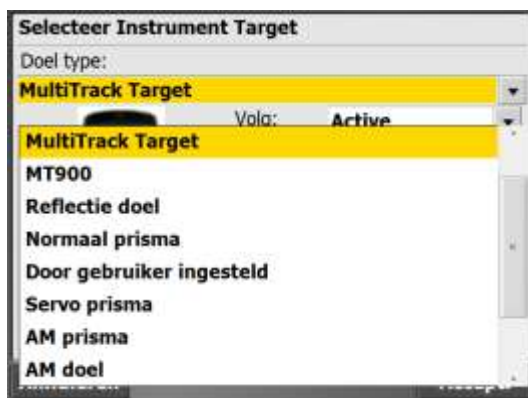 Selecteer Instrument Target
Doel type:
MultiTrack Target
Volg: Active
MultiTrack Target
MT900
Reflectie doel
Normaal prisma
Door gebruiker ingesteld
Servo prisma
AM prisma
AM doel